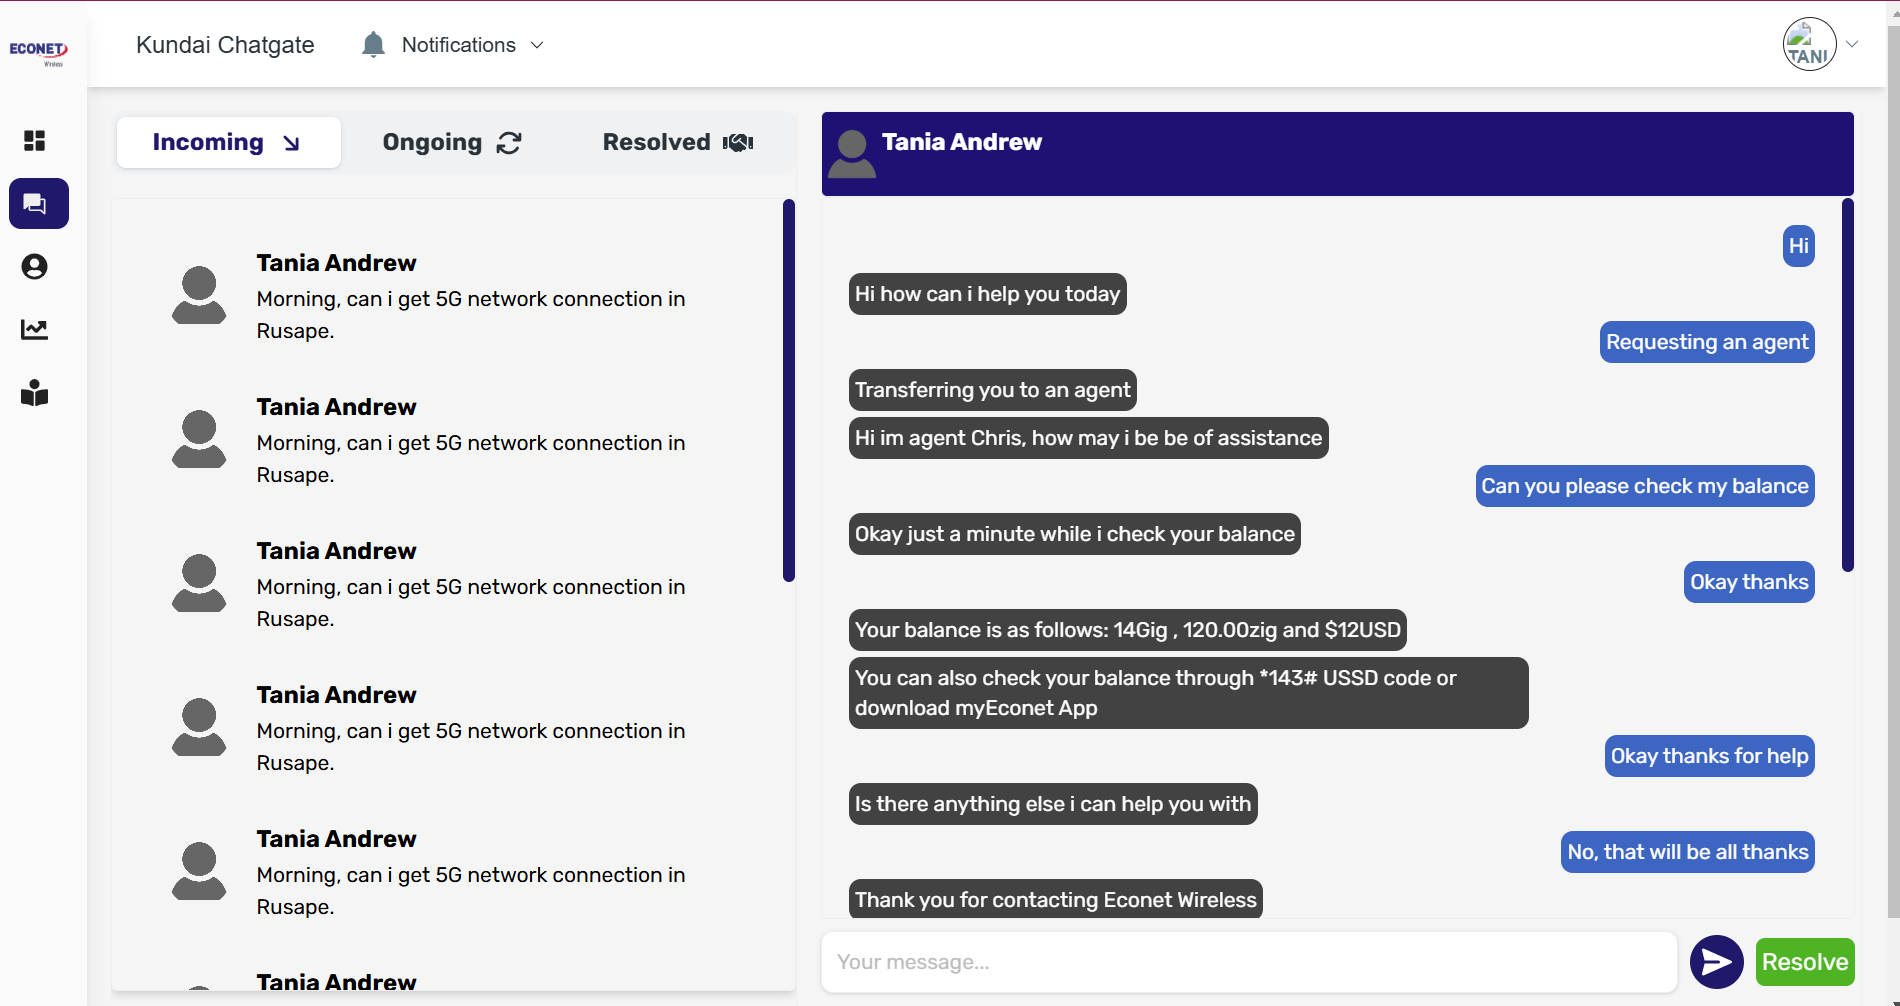 ECONET
Wireless
Kundai Chatgate
Notifications
TANI
Incoming
Ongoing
Resolved
Tania Andrew
Morning, can i get 5G network connection in
Rusape.
Tania Andrew
Morning, can i get 5G network connection in
Rusape.
Tania Andrew
Morning, can i get 5G network connection in
Rusape.
Tania Andrew
Morning, can i get 5G network connection in
Rusape.
Tania Andrew
Morning, can i get 5G network connection in
Rusape.
Tania Andrew
Tania Andrew
Hi
Hi how can i help you today
Requesting an agent
Transferring you to an agent
Hi im agent Chris, how may i be be of assistance
Can you please check my balance
Okay just a minute while i check your balance
Okay thanks
Your balance is as follows: 14Gig , 120.00zig and $12USD
You can also check your balance through *143# USSD code or
download myEconet App
Okay thanks for help
Is there anything else i can help you with
No, that will be all thanks
Thank you for contacting Econet Wireless
Your message...
Resolve